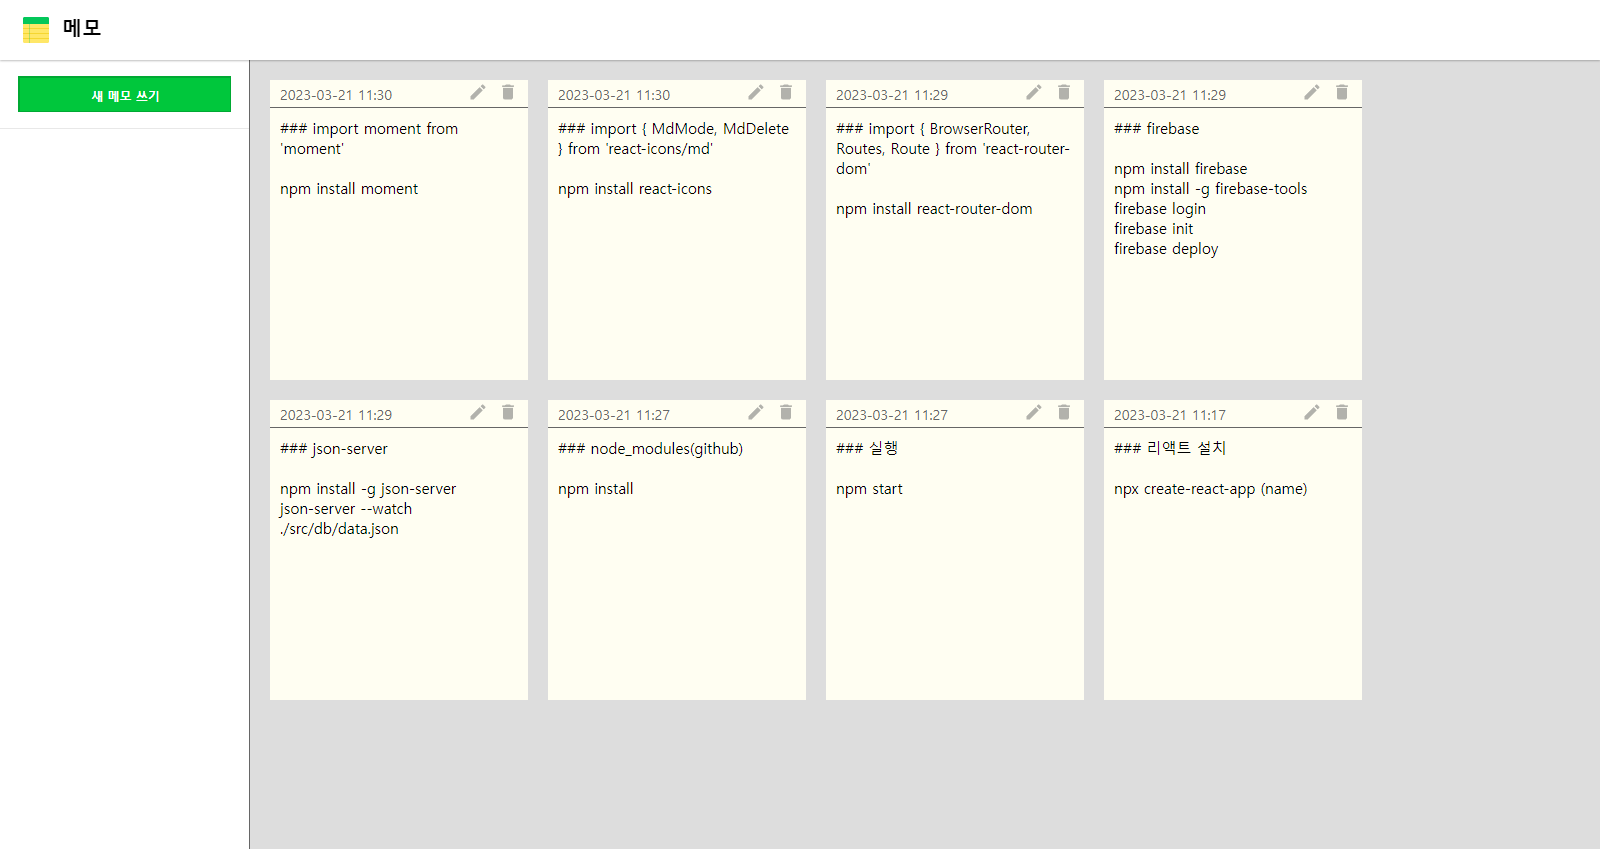 메모
새 메모 쓰기
2023-03-21 11:30
### import moment from
'moment'
npm install moment
2023-03-21 11:30
### import { MdMode, MdDelete
} from 'react-icons/md'
npm install react-icons
2023-03-21 11:29
### import { BrowserRouter,
Routes, Route } from 'react-router-
dom'
npm install react-router-dom
2023-03-21 11:29
### firebase
npm install firebase
npm install -g firebase-tools
firebase login
firebase init
firebase deploy
2023-03-21 11:29
### json-server
npm install -g json-server
json-server --watch
./src/db/data.json
2023-03-21 11:27
### node_modules(github)
npm install
2023-03-21 11:27
### 실행
npm start
2023-03-21 11:17
### 리액트 설치
npx create-react-app (name)